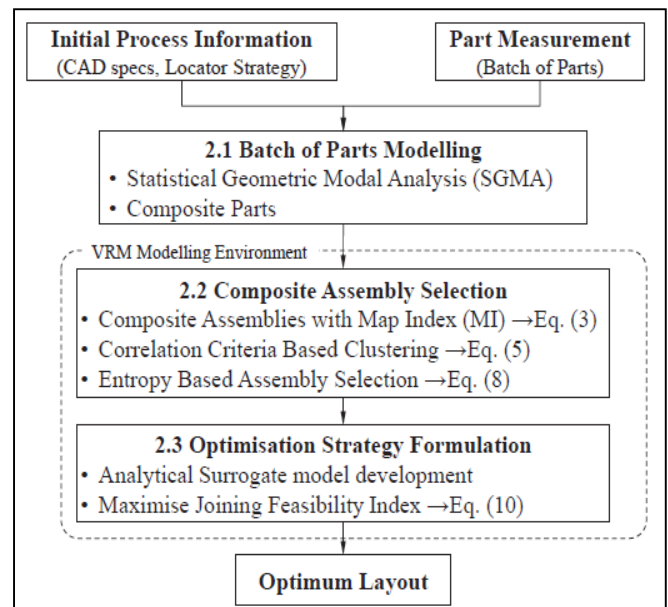 Initial Process Information
(CAD specs, Locator Strategy)
Part Measurement
(Batch of Parts)
2.1 Batch of Parts Modelling
• Statistical Geometric Modal Analysis (SGMA)
• Composite Parts
VRM Modelling Environment
2.2 Composite Assembly Selection
• Composite Assemblies with Map Index (MI) →Eq. (3)
• Correlation Criteria Based Clustering →Eq. (5)
• Entropy Based Assembly Selection →Eq. (8)
2.3 Optimisation Strategy Formulation
• Analytical Surrogate model development
• Maximise Joining Feasibility Index →Eq. (10)
Optimum Layout